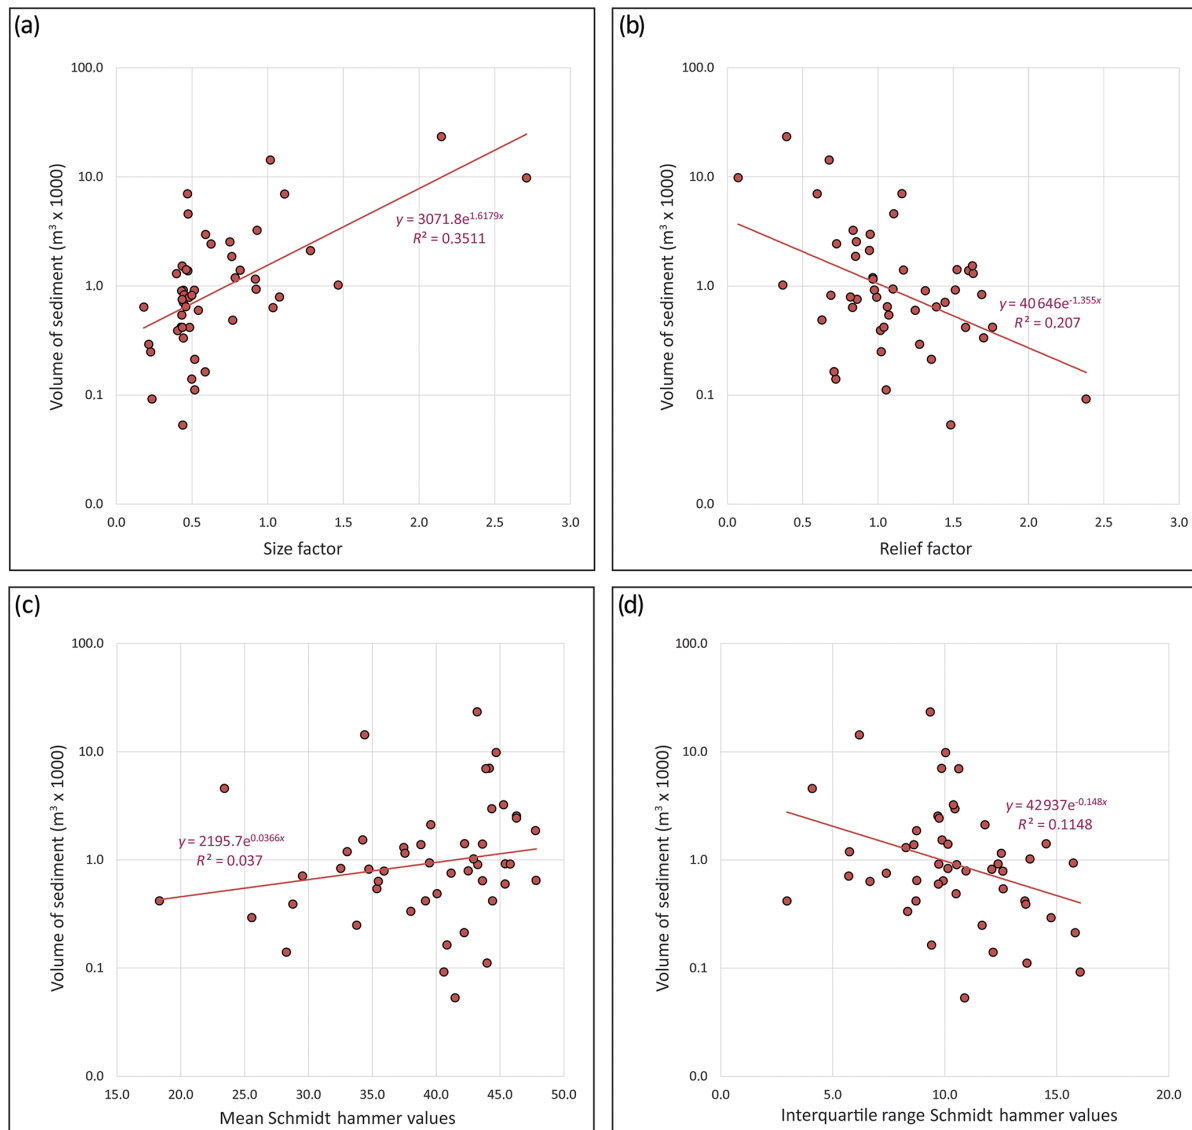 (a)
Volume of sediment (m³ x 1000)
100.0
10.0
1.0
0.1
0.0
y = 3071.8e^1.6179x
R² = 0.3511
0.0 0.5 1.0 1.5 2.0 2.5 3.0
Size factor
(b)
Volume of sediment (m³ x 1000)
100.0
10.0
1.0
0.1
0.0
y = 40 646e^-1.355x
R² = 0.207
0.0 0.5 1.0 1.5 2.0 2.5 3.0
Relief factor
(c)
Volume of sediment (m³ x 1000)
100.0
10.0
1.0
0.1
0.0
y = 2195.7e^0.0366x
R² = 0.037
15.0 20.0 25.0 30.0 35.0 40.0 45.0 50.0
Mean Schmidt hammer values
(d)
Volume of sediment (m³ x 1000)
100.0
10.0
1.0
0.1
0.0
y = 42937e^-0.148x
R² = 0.1148
0.0 5.0 10.0 15.0 20.0
Interquartile range Schmidt hammer values